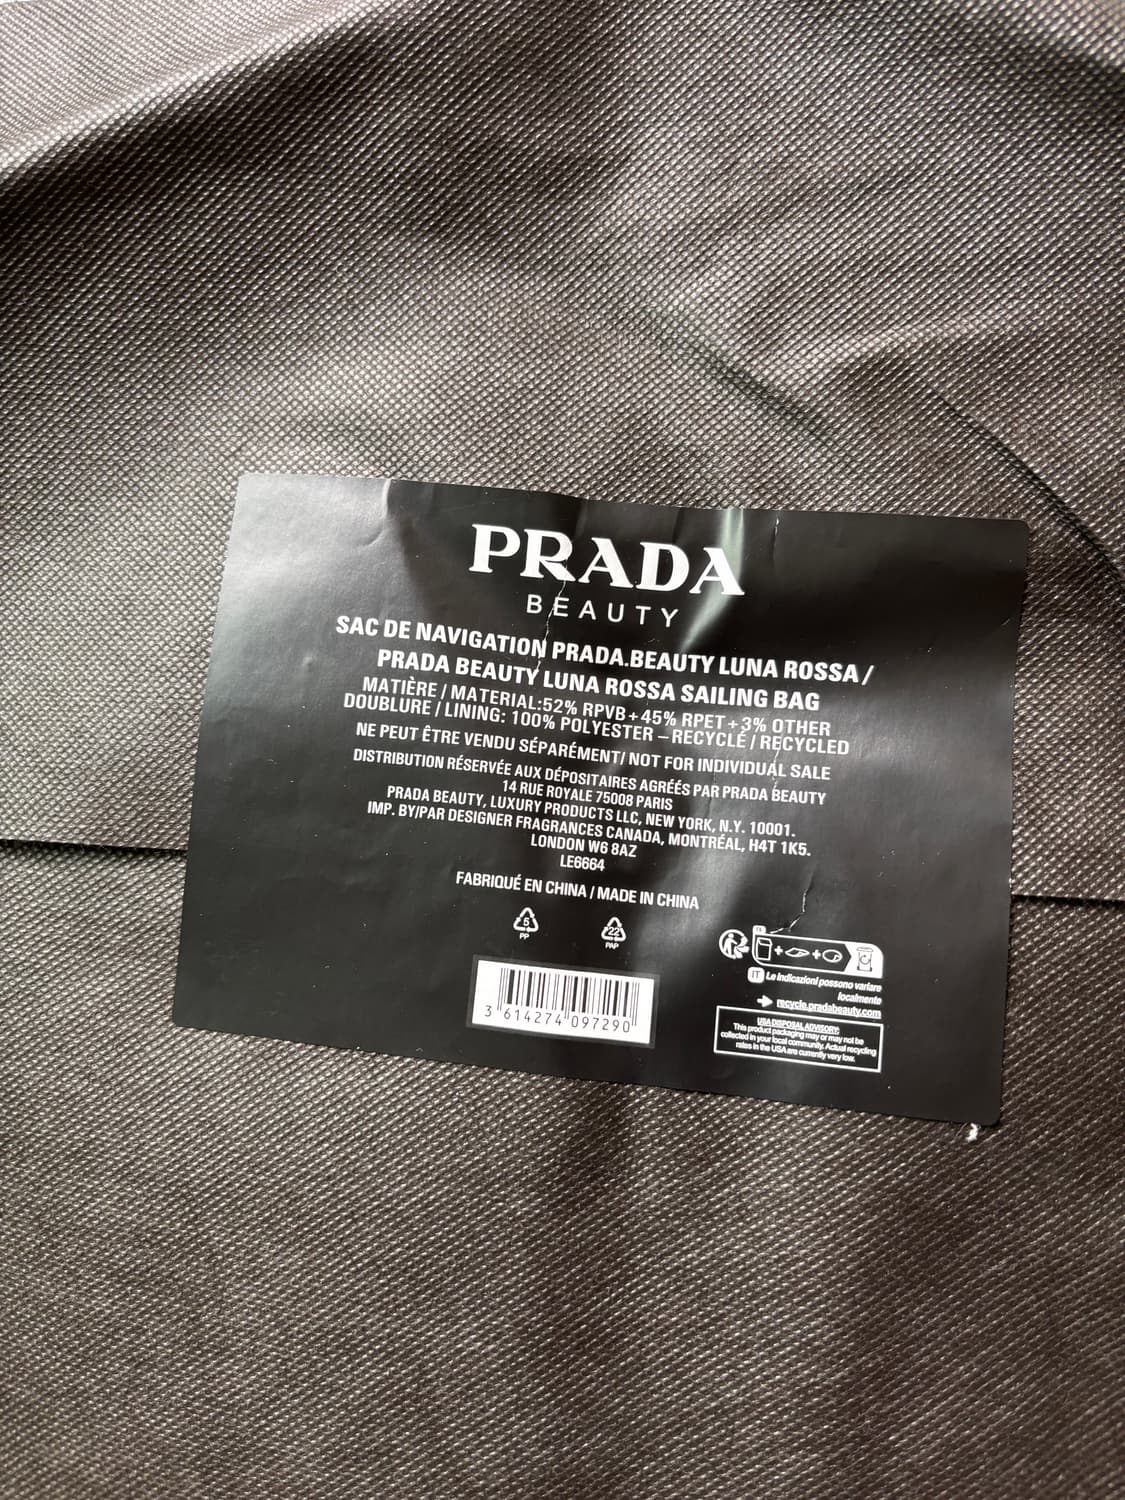 PRADA
BEAUTY
SAC DE NAVIGATION PRADA.BEAUTY LUNA ROSSA /
PRADA BEAUTY LUNA ROSSA SAILING BAG
MATIÈRE / MATERIAL:52% RPVB+45% RPET+3% OTHER
DOUBLURE / LINING: 100% POLYESTER – RECYCLÉ / RECYCLED
NE PEUT ÊTRE VENDU SÉPARÉMENT/ NOT FOR INDIVIDUAL SALE
DISTRIBUTION RÉSERVÉE AUX DÉPOSITAIRES AGRÉÉS PAR PRADA BEAUTY
14 RUE ROYALE 75008 PARIS
PRADA BEAUTY, LUXURY PRODUCTS LLC, NEW YORK, N.Y. 10001.
IMP. BY/PAR DESIGNER FRAGRANCES CANADA, MONTRÉAL, H4T 1K5.
LONDON W6 8AZ
LE6664
FABRIQUÉ EN CHINA / MADE IN CHINA
5
PP
22
PAP
FR
IT Le indicazioni possono variare
localmente
recycle.pradabeauty.com
USA DISPOSAL ADVISORY:
This product packaging may or may not be
collected in your local community. Actual recycling
rates in the USA are currently very low.
3 614274 097290